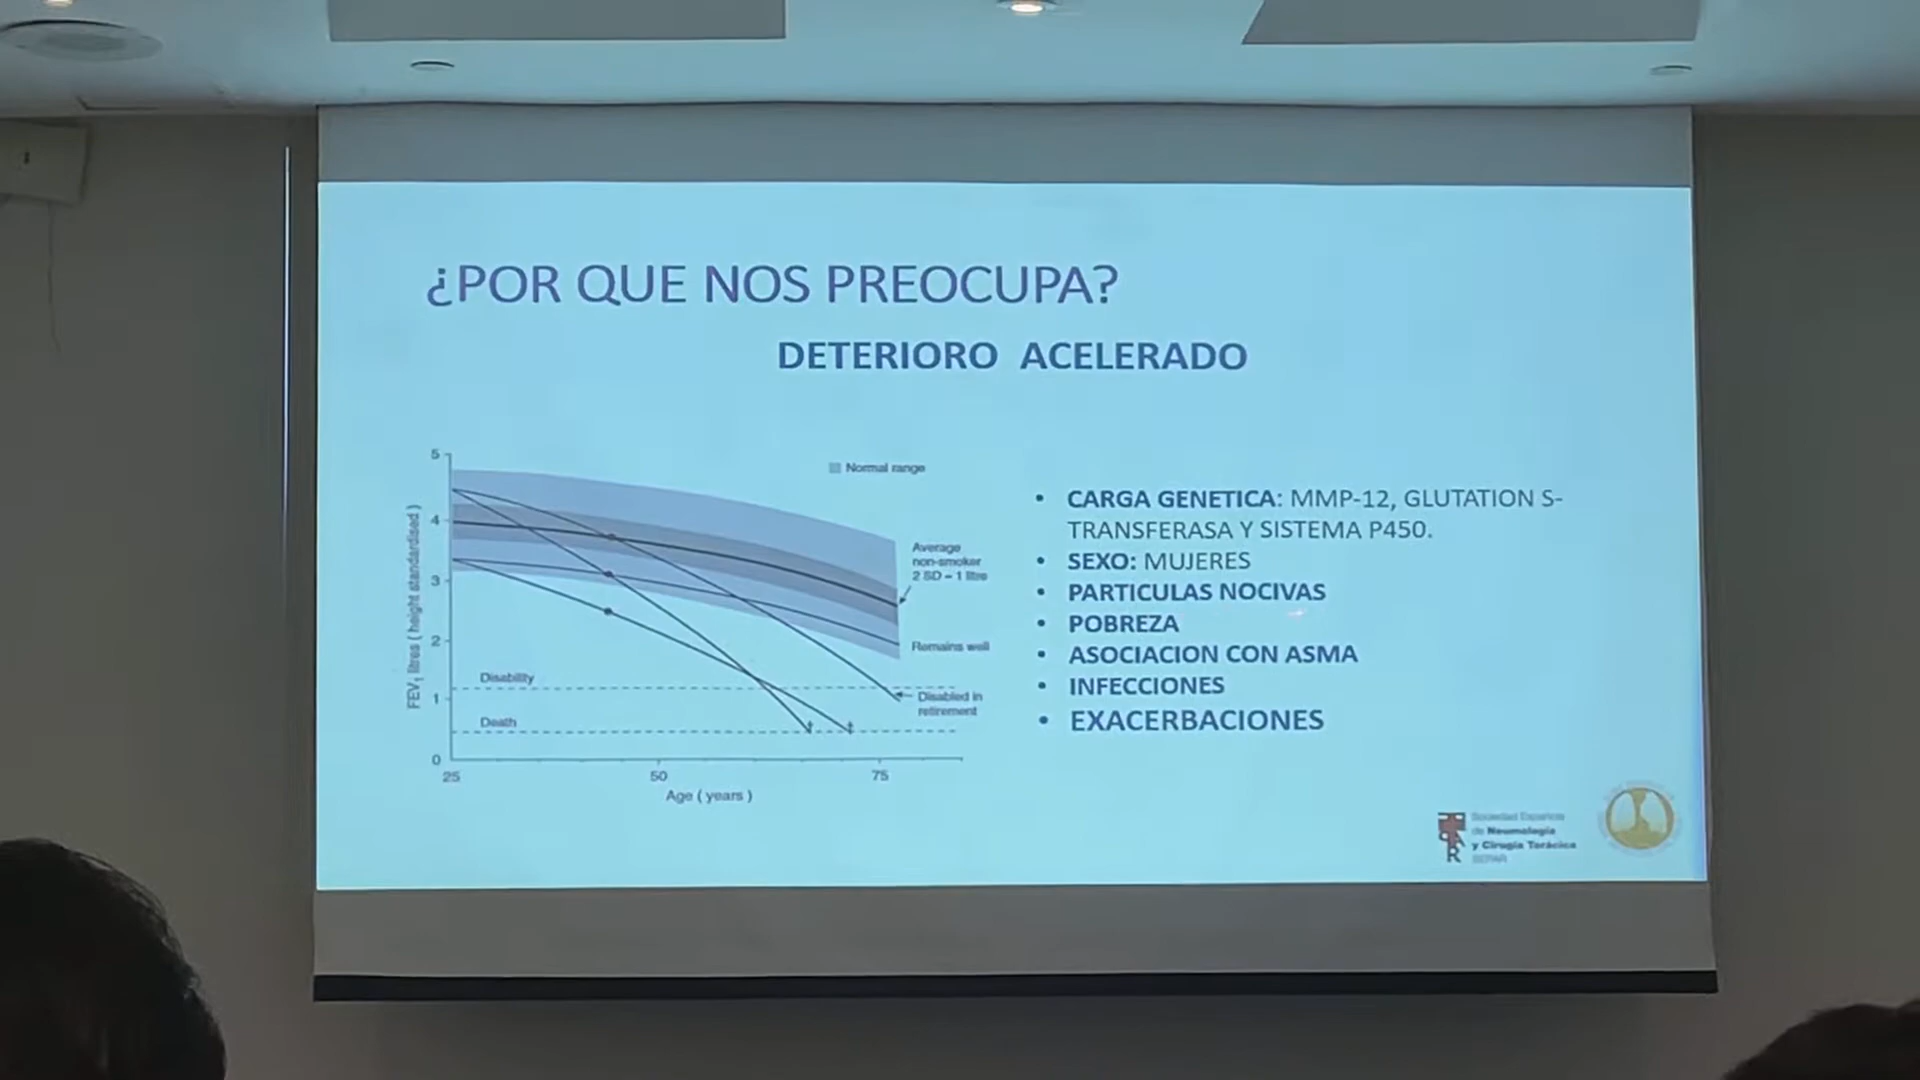 ¿POR QUE NOS PREOCUPA?
DETERIORO ACELERADO
5
4
3
2
1
0
FEV₁ litres ( height standardised )
Normal range
Average
non-smoker
2 SD ~ 1 litre
Remains well
Disability
Disabled in
retirement
Death
25
50
75
Age ( years )
• CARGA GENETICA: MMP-12, GLUTATION S-
TRANSFERASA Y SISTEMA P450.
• SEXO: MUJERES
• PARTICULAS NOCIVAS
• POBREZA
• ASOCIACION CON ASMA
• INFECCIONES
• EXACERBACIONES
Sociedad Española
de Neumología
y Cirugía Torácica
SEPAR